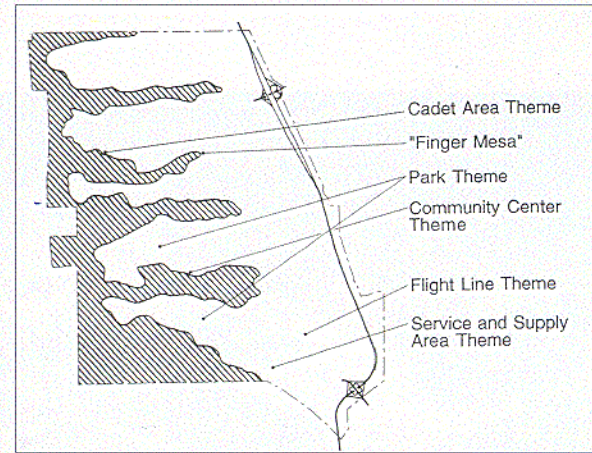 Cadet Area Theme
"Finger Mesa"
Park Theme
Community Center
Theme
Flight Line Theme
Service and Supply
Area Theme